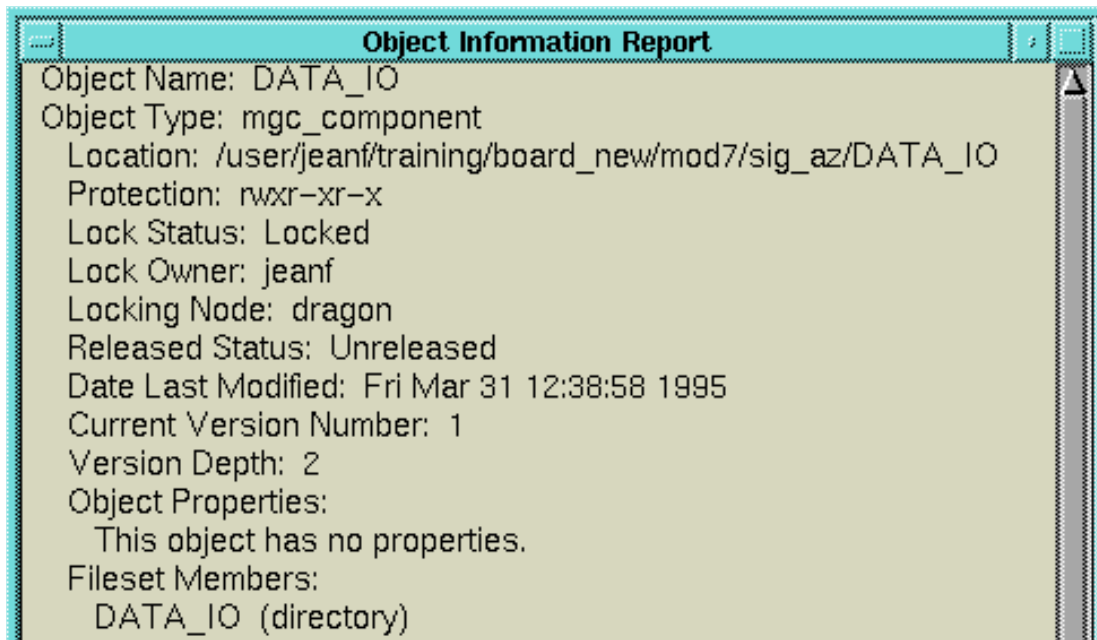 Object Information Report
Object Name: DATA_IO
Object Type: mgc_component
Location: /user/jeanf/training/board_new/mod7/sig_az/DATA_IO
Protection: rwxr-xr-x
Lock Status: Locked
Lock Owner: jeanf
Locking Node: dragon
Released Status: Unreleased
Date Last Modified: Fri Mar 31 12:38:58 1995
Current Version Number: 1
Version Depth: 2
Object Properties:
This object has no properties.
Fileset Members:
DATA_IO (directory)